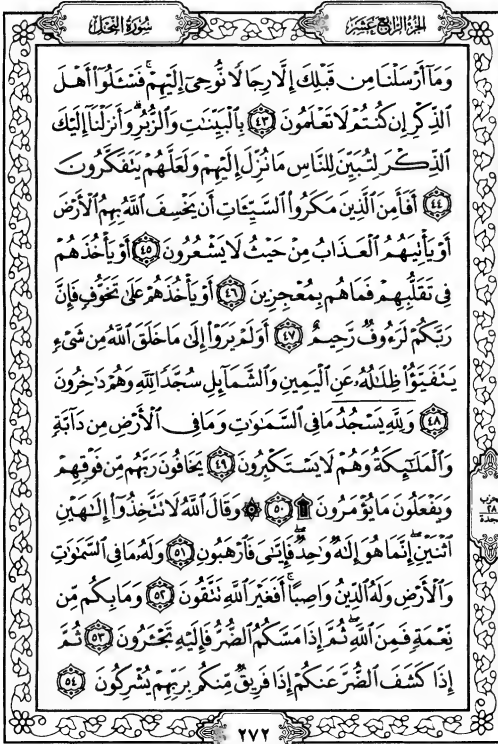 الجزء الرابع عشر
سورة النحل
وَمَآ أَرْسَلْنَا مِن قَبْلِكَ إِلَّا رِجَالًا نُّوحِىٓ إِلَيْهِمْ ۚ فَسْـَٔلُوٓا۟ أَهْلَ
ٱلذِّكْرِ إِن كُنتُمْ لَا تَعْلَمُونَ ٤٣ بِٱلْبَيِّنَـٰتِ وَٱلزُّبُرِ ۗ وَأَنزَلْنَآ إِلَيْكَ
ٱلذِّكْرَ لِتُبَيِّنَ لِلنَّاسِ مَا نُزِّلَ إِلَيْهِمْ وَلَعَلَّهُمْ يَتَفَكَّرُونَ
٤٤ أَفَأَمِنَ ٱلَّذِينَ مَكَرُوا۟ ٱلسَّيِّـَٔاتِ أَن يَخْسِفَ ٱللَّهُ بِهِمُ ٱلْأَرْضَ
أَوْ يَأْتِيَهُمُ ٱلْعَذَابُ مِنْ حَيْثُ لَا يَشْعُرُونَ ٤٥ أَوْ يَأْخُذَهُمْ
فِى تَقَلُّبِهِمْ فَمَا هُم بِمُعْجِزِينَ ٤٦ أَوْ يَأْخُذَهُمْ عَلَىٰ تَخَوُّفٍ فَإِنَّ
رَبَّكُمْ لَرَءُوفٌ رَّحِيمٌ ٤٧ أَوَلَمْ يَرَوْا۟ إِلَىٰ مَا خَلَقَ ٱللَّهُ مِن شَىْءٍ
يَتَفَيَّؤُا۟ ظِلَـٰلُهُۥ عَنِ ٱلْيَمِينِ وَٱلشَّمَآئِلِ سُجَّدًا لِّلَّهِ وَهُمْ دَٰخِرُونَ
٤٨ وَلِلَّهِ يَسْجُدُ مَا فِى ٱلسَّمَـٰوَٰتِ وَمَا فِى ٱلْأَرْضِ مِن دَآبَّةٍ
وَٱلْمَلَـٰٓئِكَةُ وَهُمْ لَا يَسْتَكْبِرُونَ ٤٩ يَخَافُونَ رَبَّهُم مِّن فَوْقِهِمْ
وَيَفْعَلُونَ مَا يُؤْمَرُونَ ۩ ٥٠ ۞ وَقَالَ ٱللَّهُ لَا تَتَّخِذُوٓا۟ إِلَـٰهَيْنِ
ٱثْنَيْنِ ۖ إِنَّمَا هُوَ إِلَـٰهٌ وَٰحِدٌ ۖ فَإِيَّـٰىَ فَٱرْهَبُونِ ٥١ وَلَهُۥ مَا فِى ٱلسَّمَـٰوَٰتِ
وَٱلْأَرْضِ وَلَهُ ٱلدِّينُ وَاصِبًا ۚ أَفَغَيْرَ ٱللَّهِ تَتَّقُونَ ٥٢ وَمَا بِكُم مِّن
نِّعْمَةٍ فَمِنَ ٱللَّهِ ۖ ثُمَّ إِذَا مَسَّكُمُ ٱلضُّرُّ فَإِلَيْهِ تَجْـَٔرُونَ ٥٣ ثُمَّ
إِذَا كَشَفَ ٱلضُّرَّ عَنكُمْ إِذَا فَرِيقٌ مِّنكُم بِرَبِّهِمْ يُشْرِكُونَ ٥٤
٢٧٢